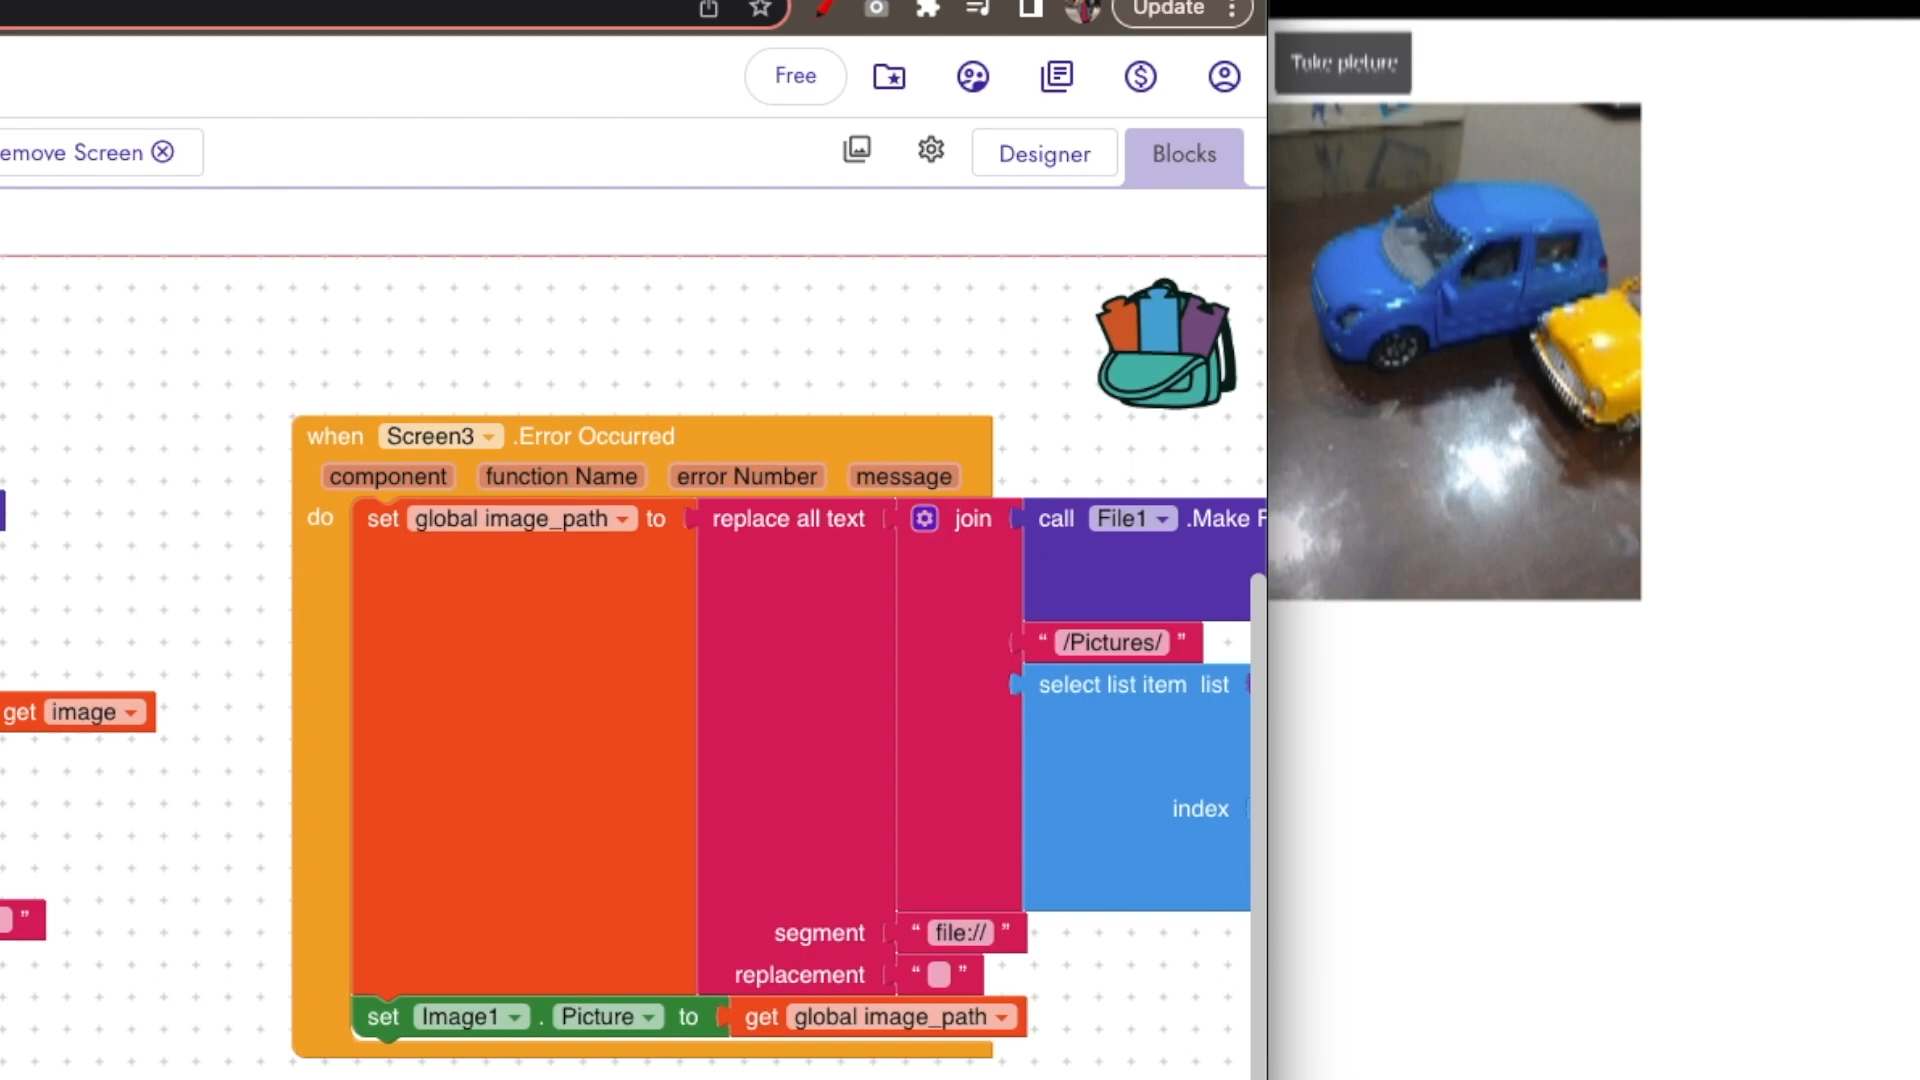 Update
Take picture
Free
emove Screen
Designer
Blocks
when Screen3 .Error Occurred
component function Name error Number message
do set global image_path to replace all text join call File1 .Make F
“ /Pictures/ ”
select list item list
get image
index
”
segment “ file:// ”
replacement “ ”
set Image1 . Picture to get global image_path